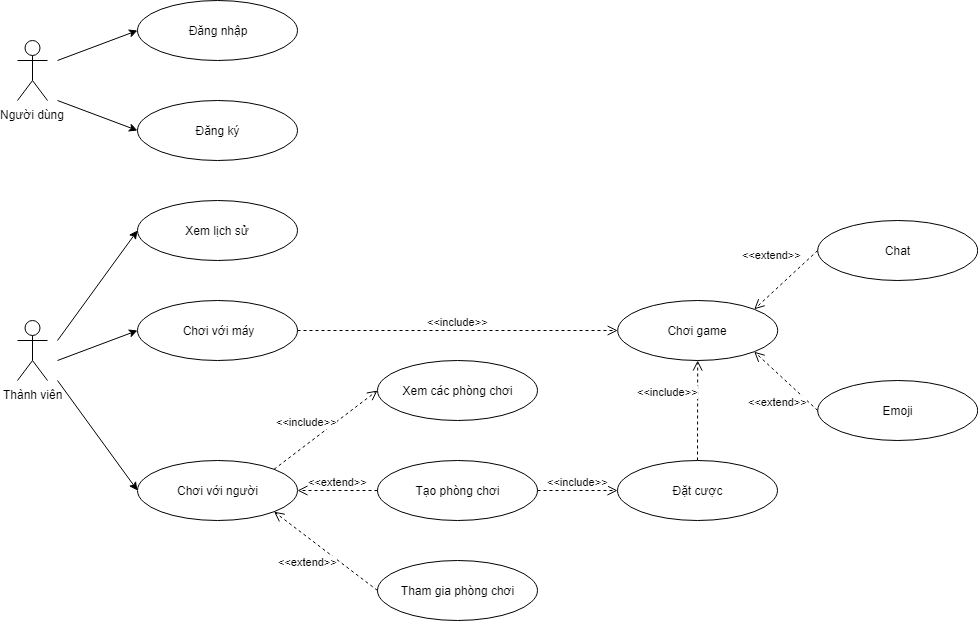 Đăng nhập
Người dùng
Đăng ký
Xem lịch sử
Chat
<<extend>>
Thành viên
Chơi với máy
<<include>>
Chơi game
Xem các phòng chơi
<<include>>
<<include>>
<<extend>>
Emoji
Chơi với người
<<extend>>
Tạo phòng chơi
<<include>>
Đặt cược
<<extend>>
Tham gia phòng chơi